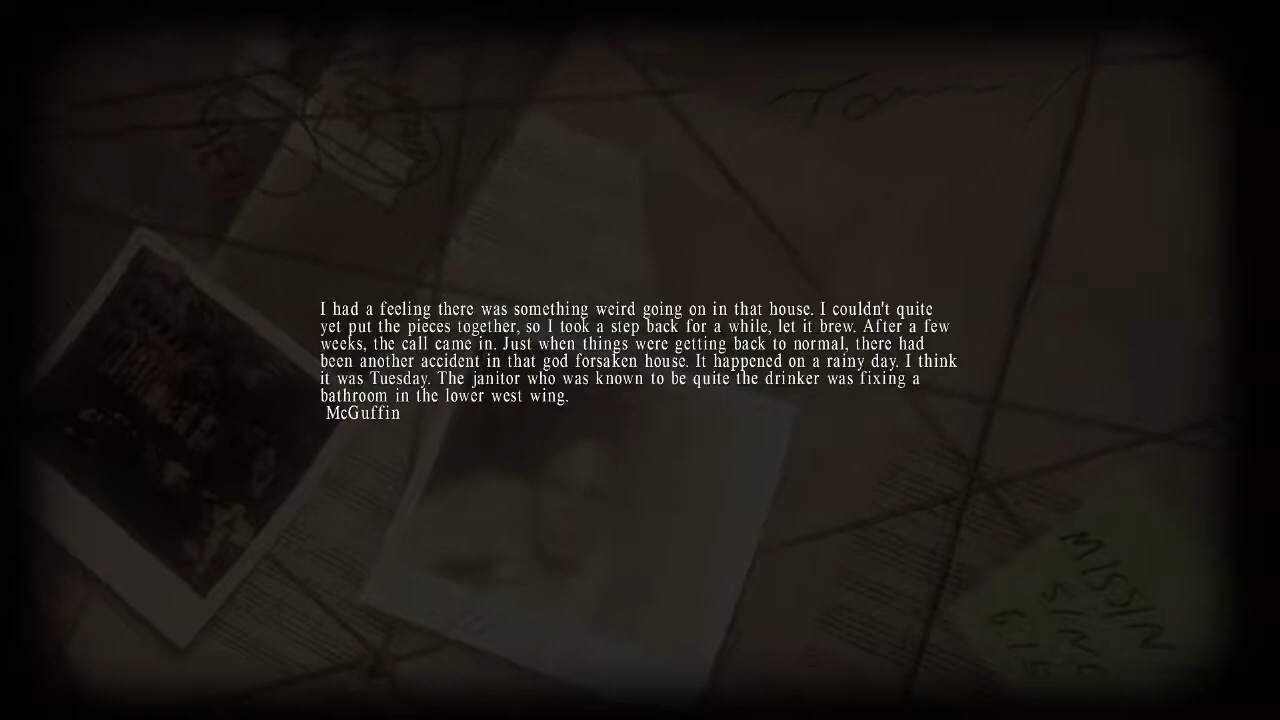 I had a feeling there was something weird going on in that house. I couldn't quite
yet put the pieces together, so I took a step back for a while, let it brew. After a few
weeks, the call came in. Just when things were getting back to normal, there had
been another accident in that god forsaken house. It happened on a rainy day. I think
it was Tuesday. The janitor who was known to be quite the drinker was fixing a
bathroom in the lower west wing.
McGuffin
MISSIN